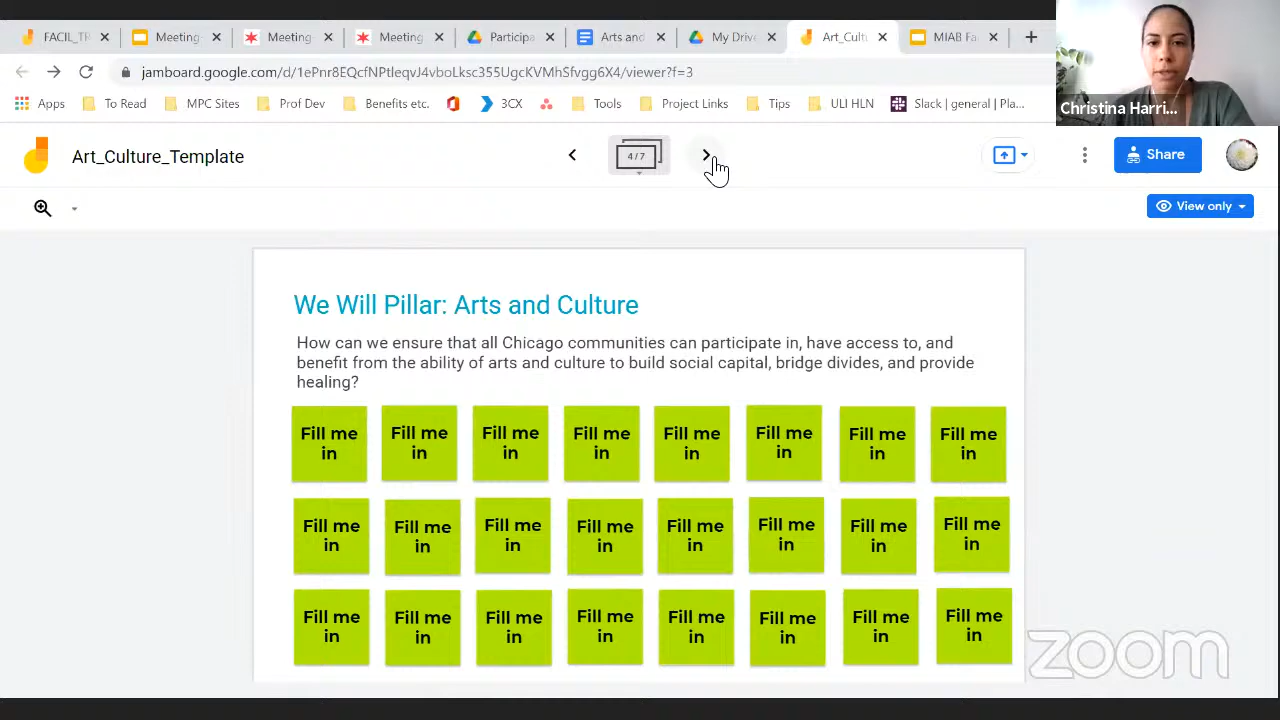 FACIL_TR
Meeting
Meeting
Meeting
Participa
Arts and
My Drive
Art_Cultu
MIAB Fa
jamboard.google.com/d/1ePnr8EQcfNPtleqvJ4vboLksc355UgcKVMhSfvgg6X4/viewer?f=3
Apps
To Read
MPC Sites
Prof Dev
Benefits etc.
3CX
Tools
Project Links
Tips
ULI HLN
Slack | general | Pla...
Christina Harri...
Art_Culture_Template
4/7
Share
View only
We Will Pillar: Arts and Culture
How can we ensure that all Chicago communities can participate in, have access to, and
benefit from the ability of arts and culture to build social capital, bridge divides, and provide
healing?
Fill me
in
Fill me
in
Fill me
in
Fill me
in
Fill me
in
Fill me
in
Fill me
in
Fill me
in
Fill me
in
Fill me
in
Fill me
in
Fill me
in
Fill me
in
Fill me
in
Fill me
in
Fill me
in
Fill me
in
Fill me
in
Fill me
in
Fill me
in
Fill me
in
Fill me
in
Fill me
in
Fill me
in
zoom